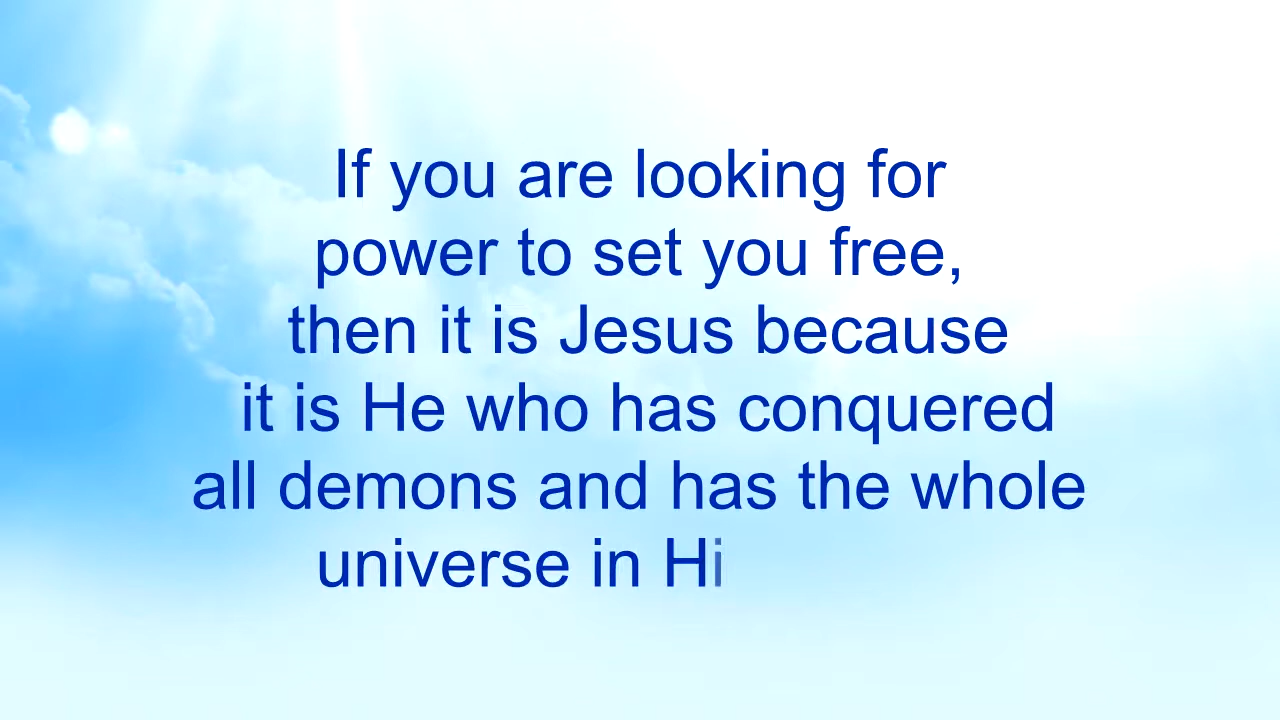 If you are looking for
power to set you free,
then it is Jesus because
it is He who has conquered
all demons and has the whole
universe in Hi